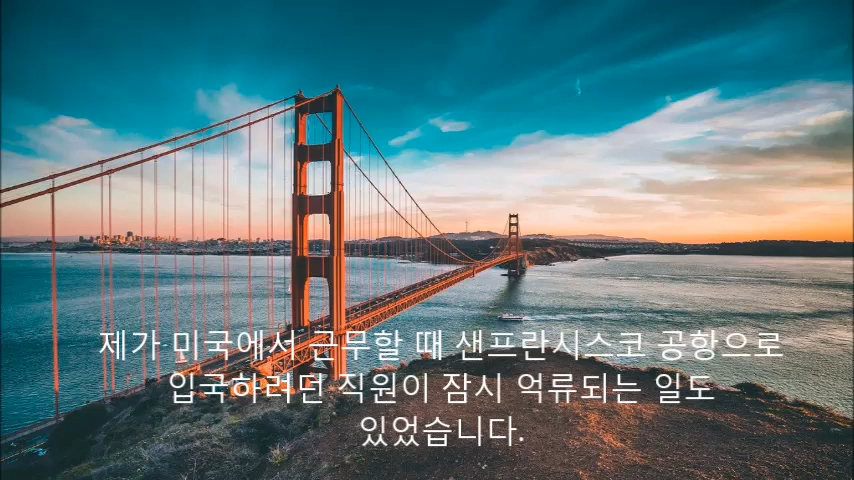 제가 미국에서 근무할 때 샌프란시스코 공항으로
입국하려던 직원이 잠시 억류되는 일도
있었습니다.